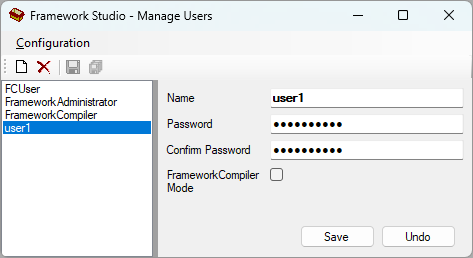 Framework Studio - Manage Users
Configuration
FCUser
FrameworkAdministrator
FrameworkCompiler
user1
Name
user1
Password
●●●●●●●●●●
Confirm Password
●●●●●●●●●●
FrameworkCompiler
Mode
Save
Undo